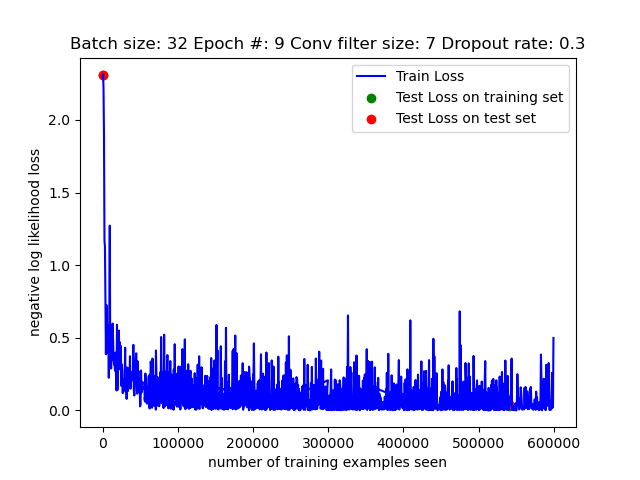 Batch size: 32 Epoch #: 9 Conv filter size: 7 Dropout rate: 0.3
Train Loss
Test Loss on training set
Test Loss on test set
negative log likelihood loss
2.0
1.5
1.0
0.5
0.0
0 100000 200000 300000 400000 500000 600000
number of training examples seen